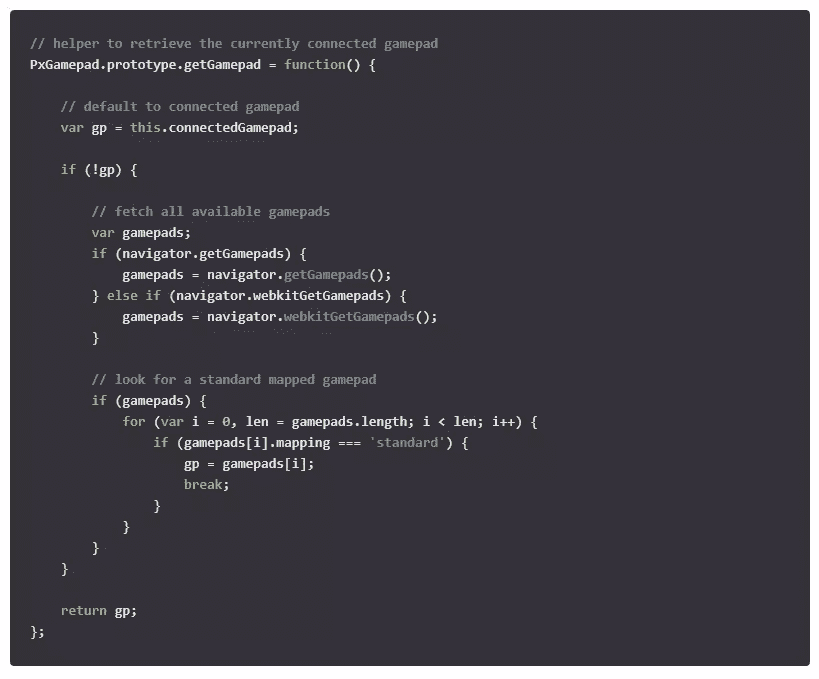 // helper to retrieve the currently connected gamepad
PxGamepad.prototype.getGamepad = function() {
    // default to connected gamepad
    var gp = this.connectedGamepad;
    if (!gp) {
        // fetch all available gamepads
        var gamepads;
        if (navigator.getGamepads) {
            gamepads = navigator.getGamepads();
        } else if (navigator.webkitGetGamepads) {
            gamepads = navigator.webkitGetGamepads();
        }
        // look for a standard mapped gamepad
        if (gamepads) {
            for (var i = 0, len = gamepads.length; i < len; i++) {
                if (gamepads[i].mapping === 'standard') {
                    gp = gamepads[i];
                    break;
                }
            }
        }
    }
    return gp;
};